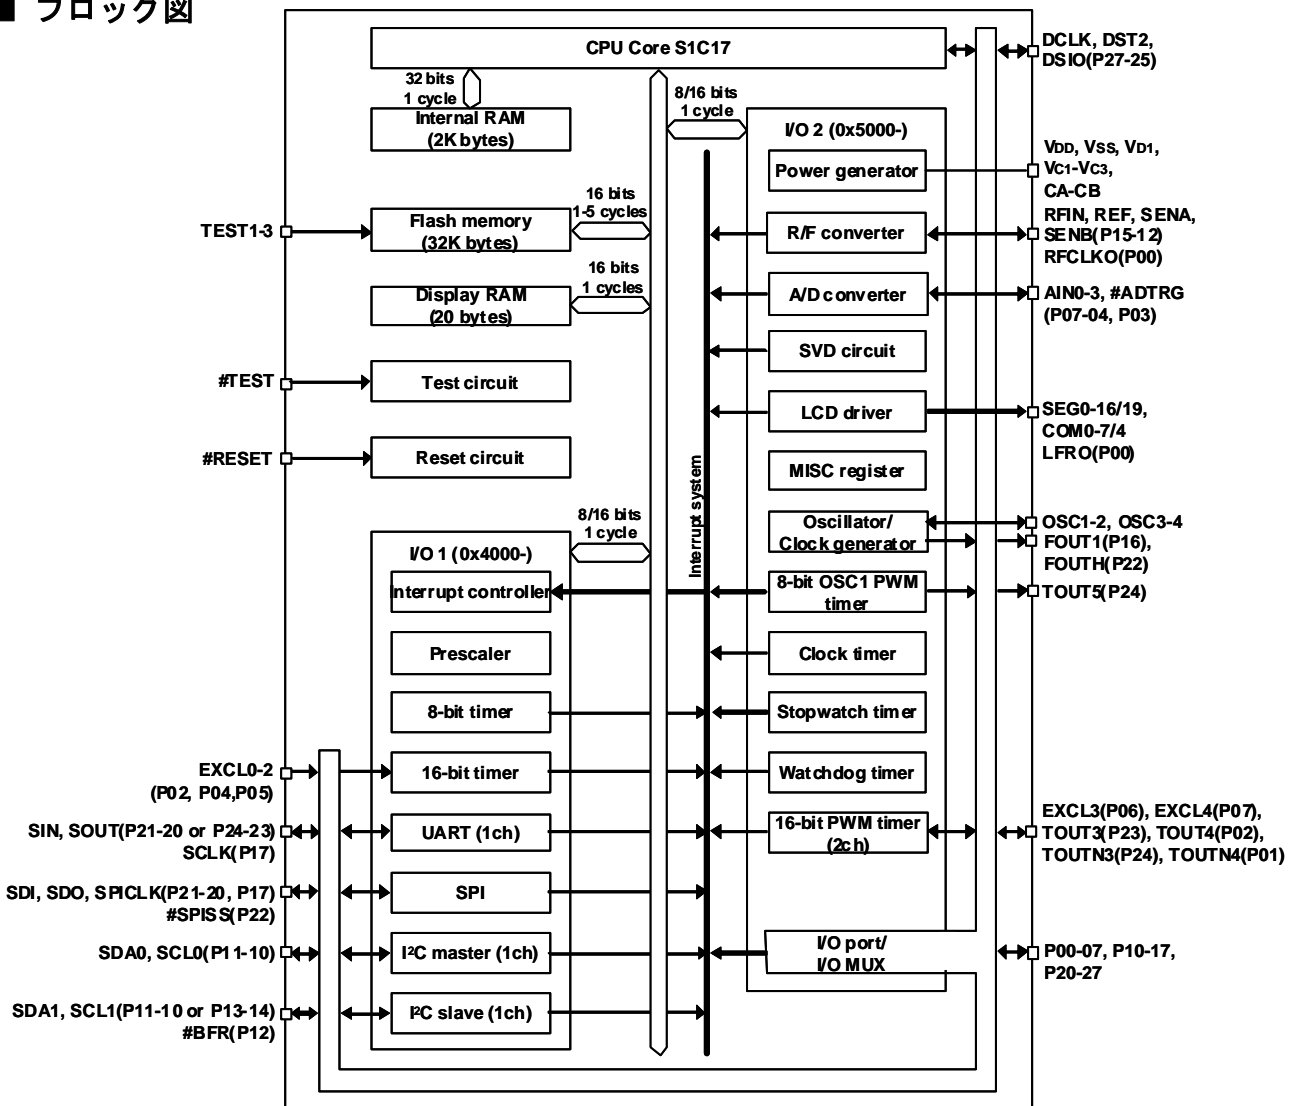 ■ ブロック図
CPU Core S1C17
DCLK, DST2,
DSIO(P27-25)
32 bits
1 cycle
8/16 bits
1 cycle
Internal RAM
(2K bytes)
I/O 2 (0x5000-)
Power generator
VDD, VSS, VD1,
VC1-VC3,
CA-CB
TEST1-3
Flash memory
(32K bytes)
16 bits
1-5 cycles
R/F converter
RFIN, REF, SENA,
SENB(P15-12)
RFCLKO(P00)
Display RAM
(20 bytes)
16 bits
1 cycles
A/D converter
AIN0-3, #ADTRG
(P07-04, P03)
SVD circuit
#TEST
Test circuit
LCD driver
SEG0-16/19,
COM0-7/4
LFRO(P00)
#RESET
Reset circuit
MISC register
Interrupt system
8/16 bits
1 cycle
Oscillator/
Clock generator
OSC1-2, OSC3-4
FOUT1(P16),
FOUTH(P22)
I/O 1 (0x4000-)
Interrupt controller
8-bit OSC1 PWM
timer
TOUT5(P24)
Prescaler
Clock timer
8-bit timer
Stopwatch timer
EXCL0-2
(P02, P04,P05)
16-bit timer
Watchdog timer
SIN, SOUT(P21-20 or P24-23)
SCLK(P17)
UART (1ch)
16-bit PWM timer
(2ch)
EXCL3(P06), EXCL4(P07),
TOUT3(P23), TOUT4(P02),
TOUTN3(P24), TOUTN4(P01)
SDI, SDO, SPICLK(P21-20, P17)
#SPISS(P22)
SPI
SDA0, SCL0(P11-10)
I²C master (1ch)
I/O port/
I/O MUX
P00-07, P10-17,
P20-27
SDA1, SCL1(P11-10 or P13-14)
#BFR(P12)
I²C slave (1ch)